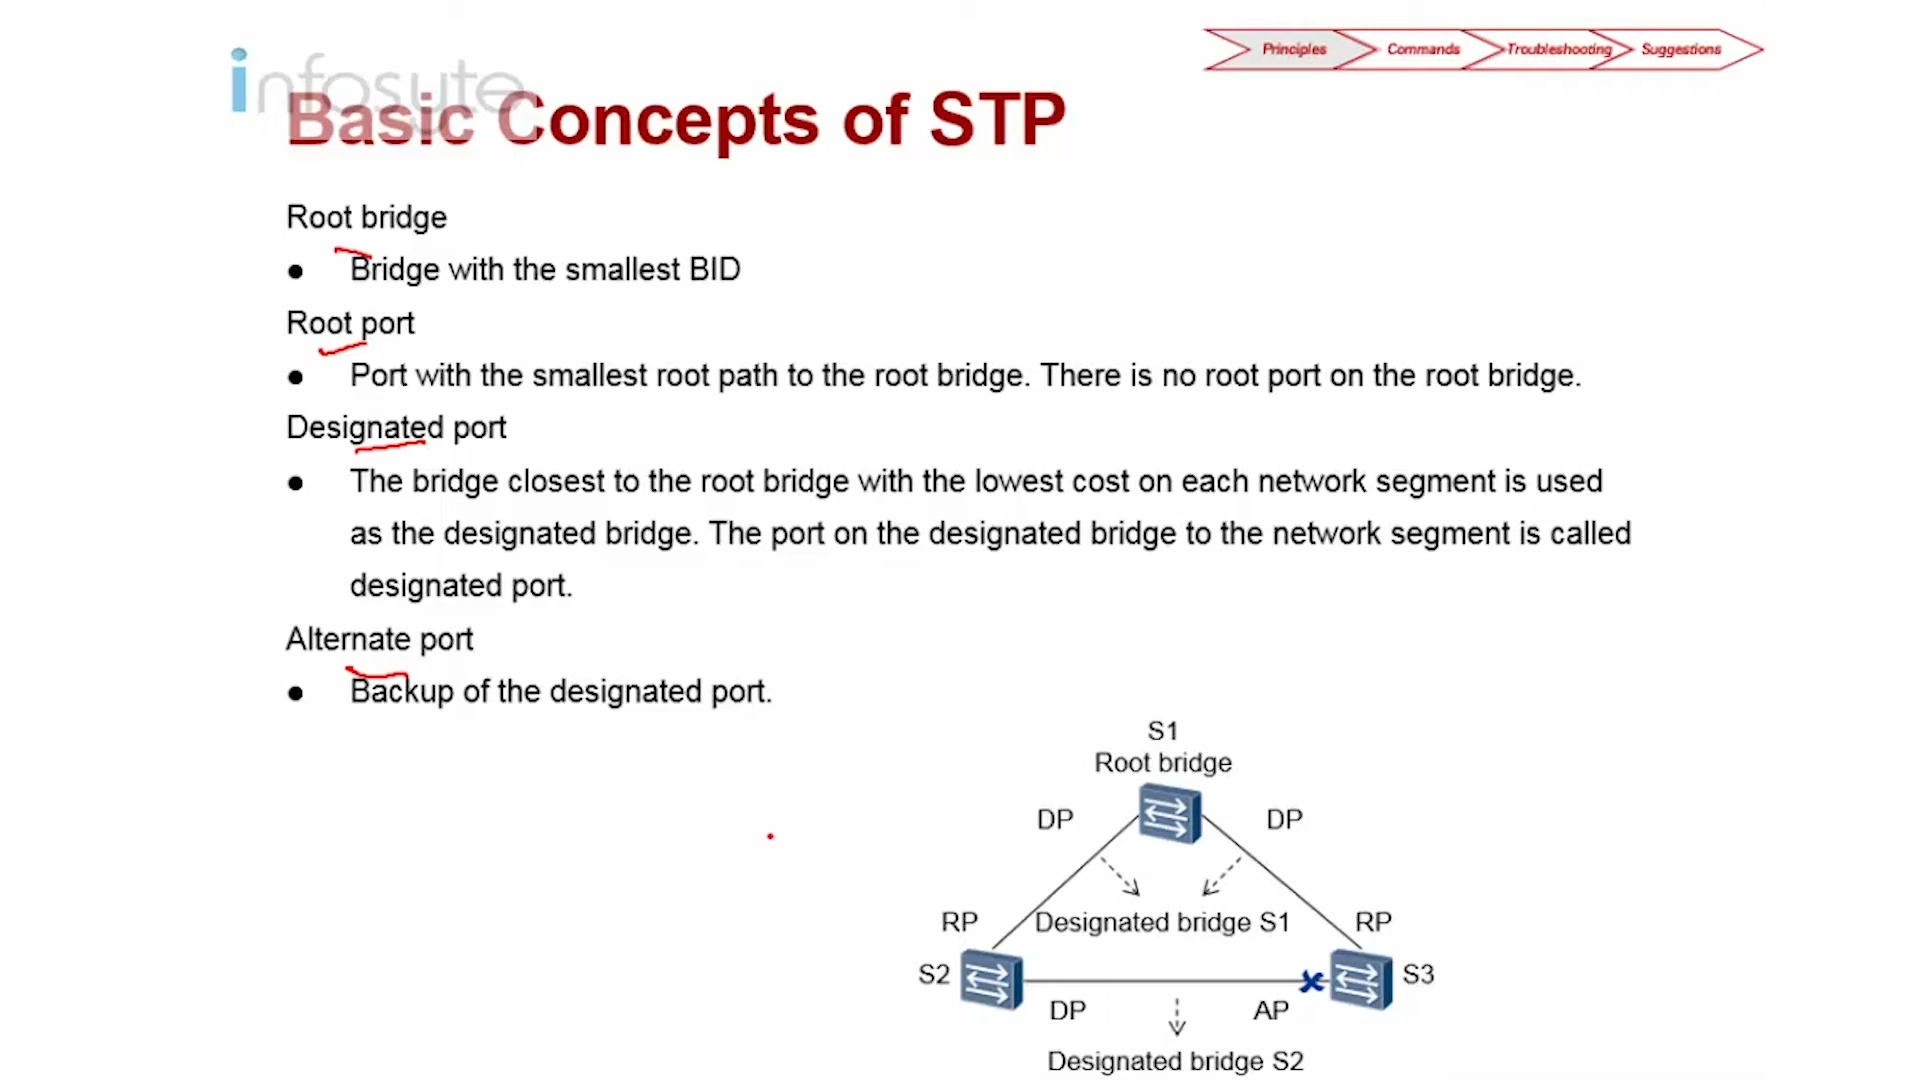 Principles Commands Troubleshooting Suggestions
infosyte
Basic Concepts of STP
Root bridge
● Bridge with the smallest BID
Root port
● Port with the smallest root path to the root bridge. There is no root port on the root bridge.
Designated port
● The bridge closest to the root bridge with the lowest cost on each network segment is used
as the designated bridge. The port on the designated bridge to the network segment is called
designated port.
Alternate port
● Backup of the designated port.
S1
Root bridge
DP DP
RP Designated bridge S1 RP
S2 S3
DP AP
Designated bridge S2